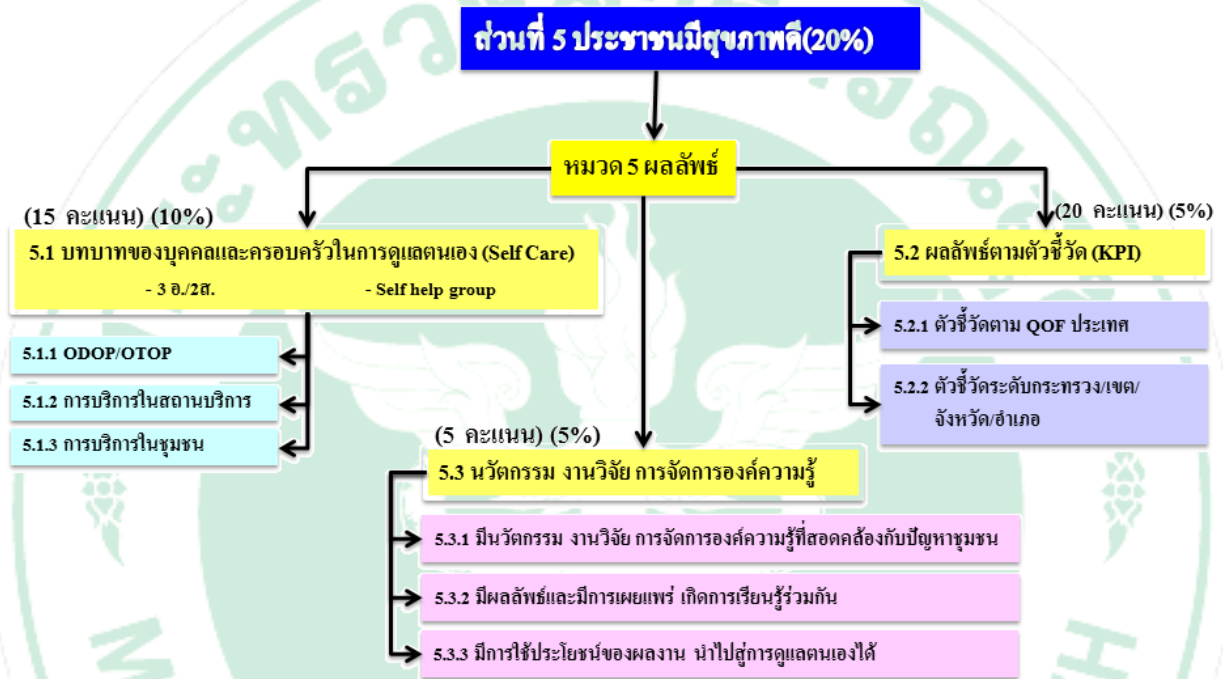 ส่วนที่ 5 ประชาชนมีสุขภาพดี(20%)
หมวด 5 ผลลัพธ์
(15 คะแนน) (10%)
5.1 บทบาทของบุคคลและครอบครัวในการดูแลตนเอง (Self Care)
- 3 อ./2ส. - Self help group
5.1.1 ODOP/OTOP
5.1.2 การบริการในสถานบริการ
5.1.3 การบริการในชุมชน
(20 คะแนน) (5%)
5.2 ผลลัพธ์ตามตัวชี้วัด (KPI)
5.2.1 ตัวชี้วัดตาม QOF ประเทศ
5.2.2 ตัวชี้วัดระดับกระทรวง/เขต/
จังหวัด/อำเภอ
(5 คะแนน) (5%)
5.3 นวัตกรรม งานวิจัย การจัดการองค์ความรู้
5.3.1 มีนวัตกรรม งานวิจัย การจัดการองค์ความรู้ที่สอดคล้องกับปัญหาชุมชน
5.3.2 มีผลลัพธ์และมีการเผยแพร่ เกิดการเรียนรู้ร่วมกัน
5.3.3 มีการใช้ประโยชน์ของผลงาน นำไปสู่การดูแลตนเองได้